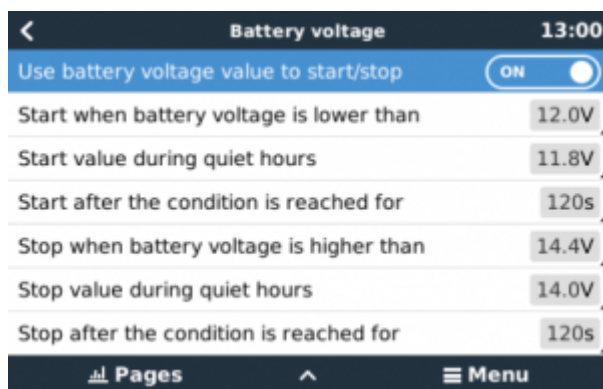 Battery voltage 13:00
Use battery voltage value to start/stop ON
Start when battery voltage is lower than 12.0V
Start value during quiet hours 11.8V
Start after the condition is reached for 120s
Stop when battery voltage is higher than 14.4V
Stop value during quiet hours 14.0V
Stop after the condition is reached for 120s
Pages Menu